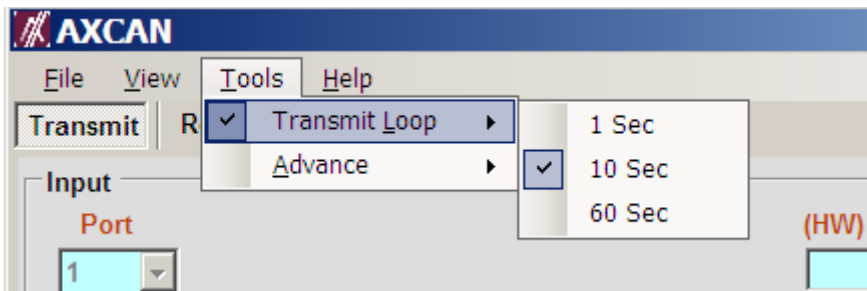 AXCAN
File View Tools Help
Transmit R
Transmit Loop
Advance
1 Sec
10 Sec
60 Sec
Input
Port
(HW)
1